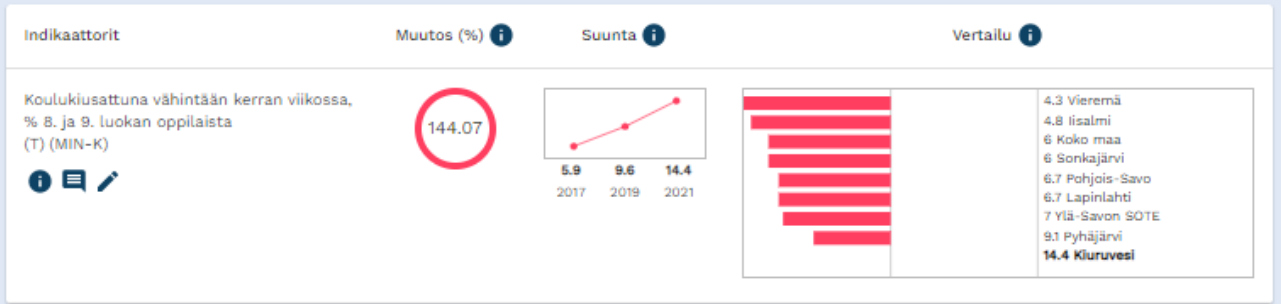 Indikaattorit
Muutos (%)
Suunta
Vertailu
Koulukiusattuna vähintään kerran viikossa,
% 8. ja 9. luokan oppilaista
(T) (MIN-K)
144.07
5.9 9.6 14.4
2017 2019 2021
4.3 Vieremä
4.8 Iisalmi
6 Koko maa
6 Sonkajärvi
6.7 Pohjois-Savo
6.7 Lapinlahti
7 Ylä-Savon SOTE
9.1 Pyhäjärvi
14.4 Kiuruvesi